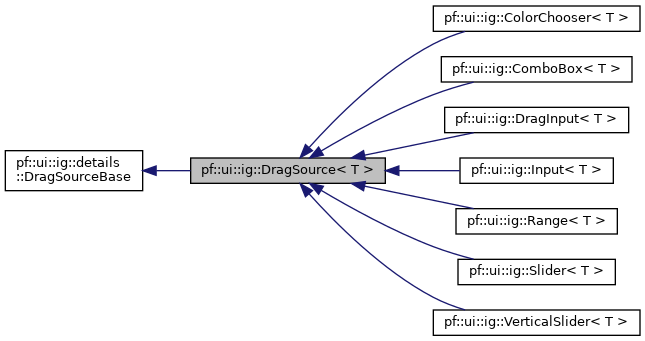 pf::ui::ig::details
::DragSourceBase
pf::ui::ig::DragSource< T >
pf::ui::ig::ColorChooser< T >
pf::ui::ig::ComboBox< T >
pf::ui::ig::DragInput< T >
pf::ui::ig::Input< T >
pf::ui::ig::Range< T >
pf::ui::ig::Slider< T >
pf::ui::ig::VerticalSlider< T >